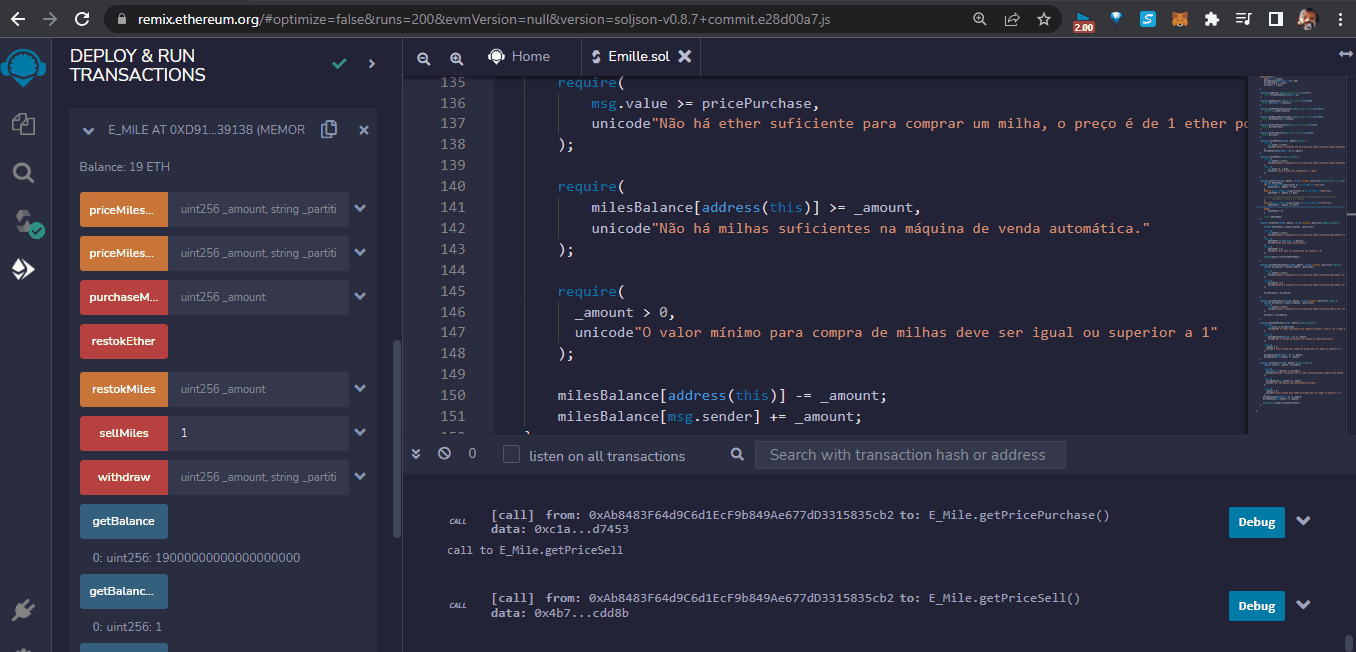 remix.ethereum.org/#optimize=false&runs=200&evmVersion=null&version=soljson-v0.8.7+commit.e28d00a7.js
2.00
DEPLOY & RUN
TRANSACTIONS
E_MILE AT 0XD91...39138 (MEMOR
Balance: 19 ETH
priceMiles... uint256 _amount, string _partiti
priceMiles... uint256 _amount, string _partiti
purchaseM... uint256 _amount
restokEther
restokMiles uint256 _amount
sellMiles 1
withdraw uint256 _amount, string _partiti
getBalance
0: uint256: 19000000000000000000
getBalanc...
0: uint256: 1
Home
Emille.sol
135 require(
136 msg.value >= pricePurchase,
137 unicode"Não há ether suficiente para comprar um milha, o preço é de 1 ether po
138 );
139
140 require(
141 milesBalance[address(this)] >= _amount,
142 unicode"Não há milhas suficientes na máquina de venda automática."
143 );
144
145 require(
146 _amount > 0,
147 unicode"O valor mínimo para compra de milhas deve ser igual ou superior a 1"
148 );
149
150 milesBalance[address(this)] -= _amount;
151 milesBalance[msg.sender] += _amount;
0 listen on all transactions Search with transaction hash or address
CALL [call] from: 0xAb8483F64d9C6d1EcF9b849Ae677dD3315835cb2 to: E_Mile.getPricePurchase()
data: 0xc1a...d7453
Debug
call to E_Mile.getPriceSell
CALL [call] from: 0xAb8483F64d9C6d1EcF9b849Ae677dD3315835cb2 to: E_Mile.getPriceSell()
data: 0x4b7...cdd8b
Debug